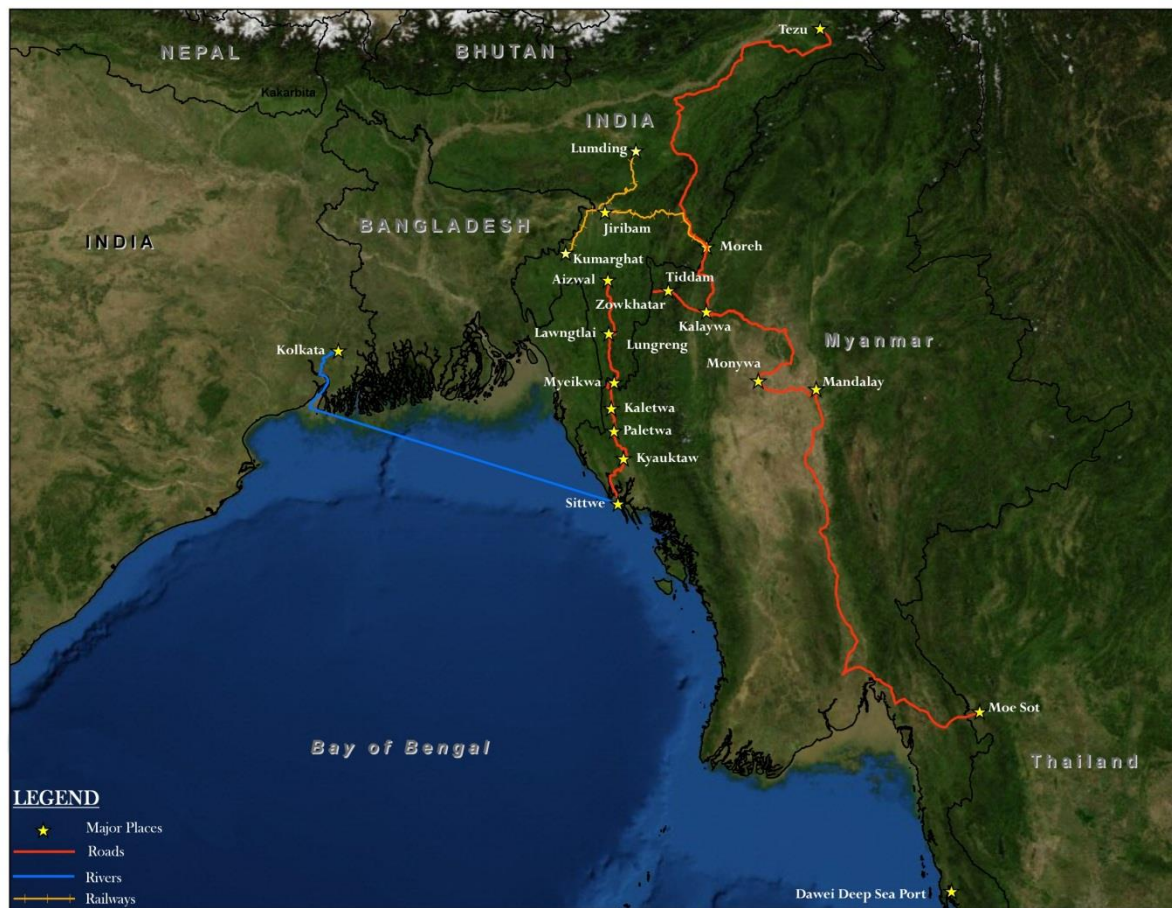 Tezu
NEPAL
BHUTAN
Kakarbita
INDIA
Lumding
BANGLADESH
INDIA
Jiribam
Moreh
Kumarghat
Tiddam
Aizwal
Zowkhatar
Kalaywa
Lawngtlai
Lungreng
Myanmar
Kolkata
Monywa
Myeikwa
Mandalay
Kaletwa
Paletwa
Kyauktaw
Sittwe
Moe Sot
Bay of Bengal
Thailand
LEGEND
Major Places
Roads
Rivers
Railways
Dawei Deep Sea Port